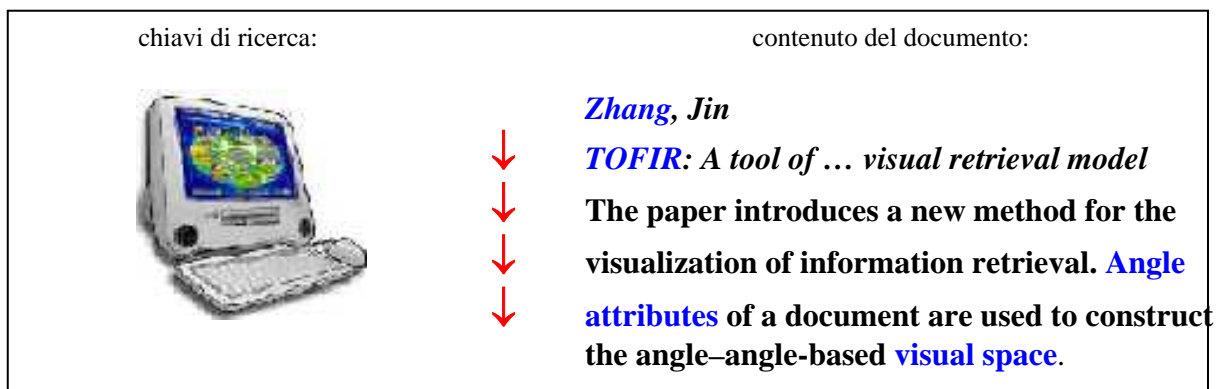 chiavi di ricerca:
contenuto del documento:
Zhang, Jin
TOFIR: A tool of … visual retrieval model
The paper introduces a new method for the
visualization of information retrieval. Angle
attributes of a document are used to construct
the angle–angle-based visual space.